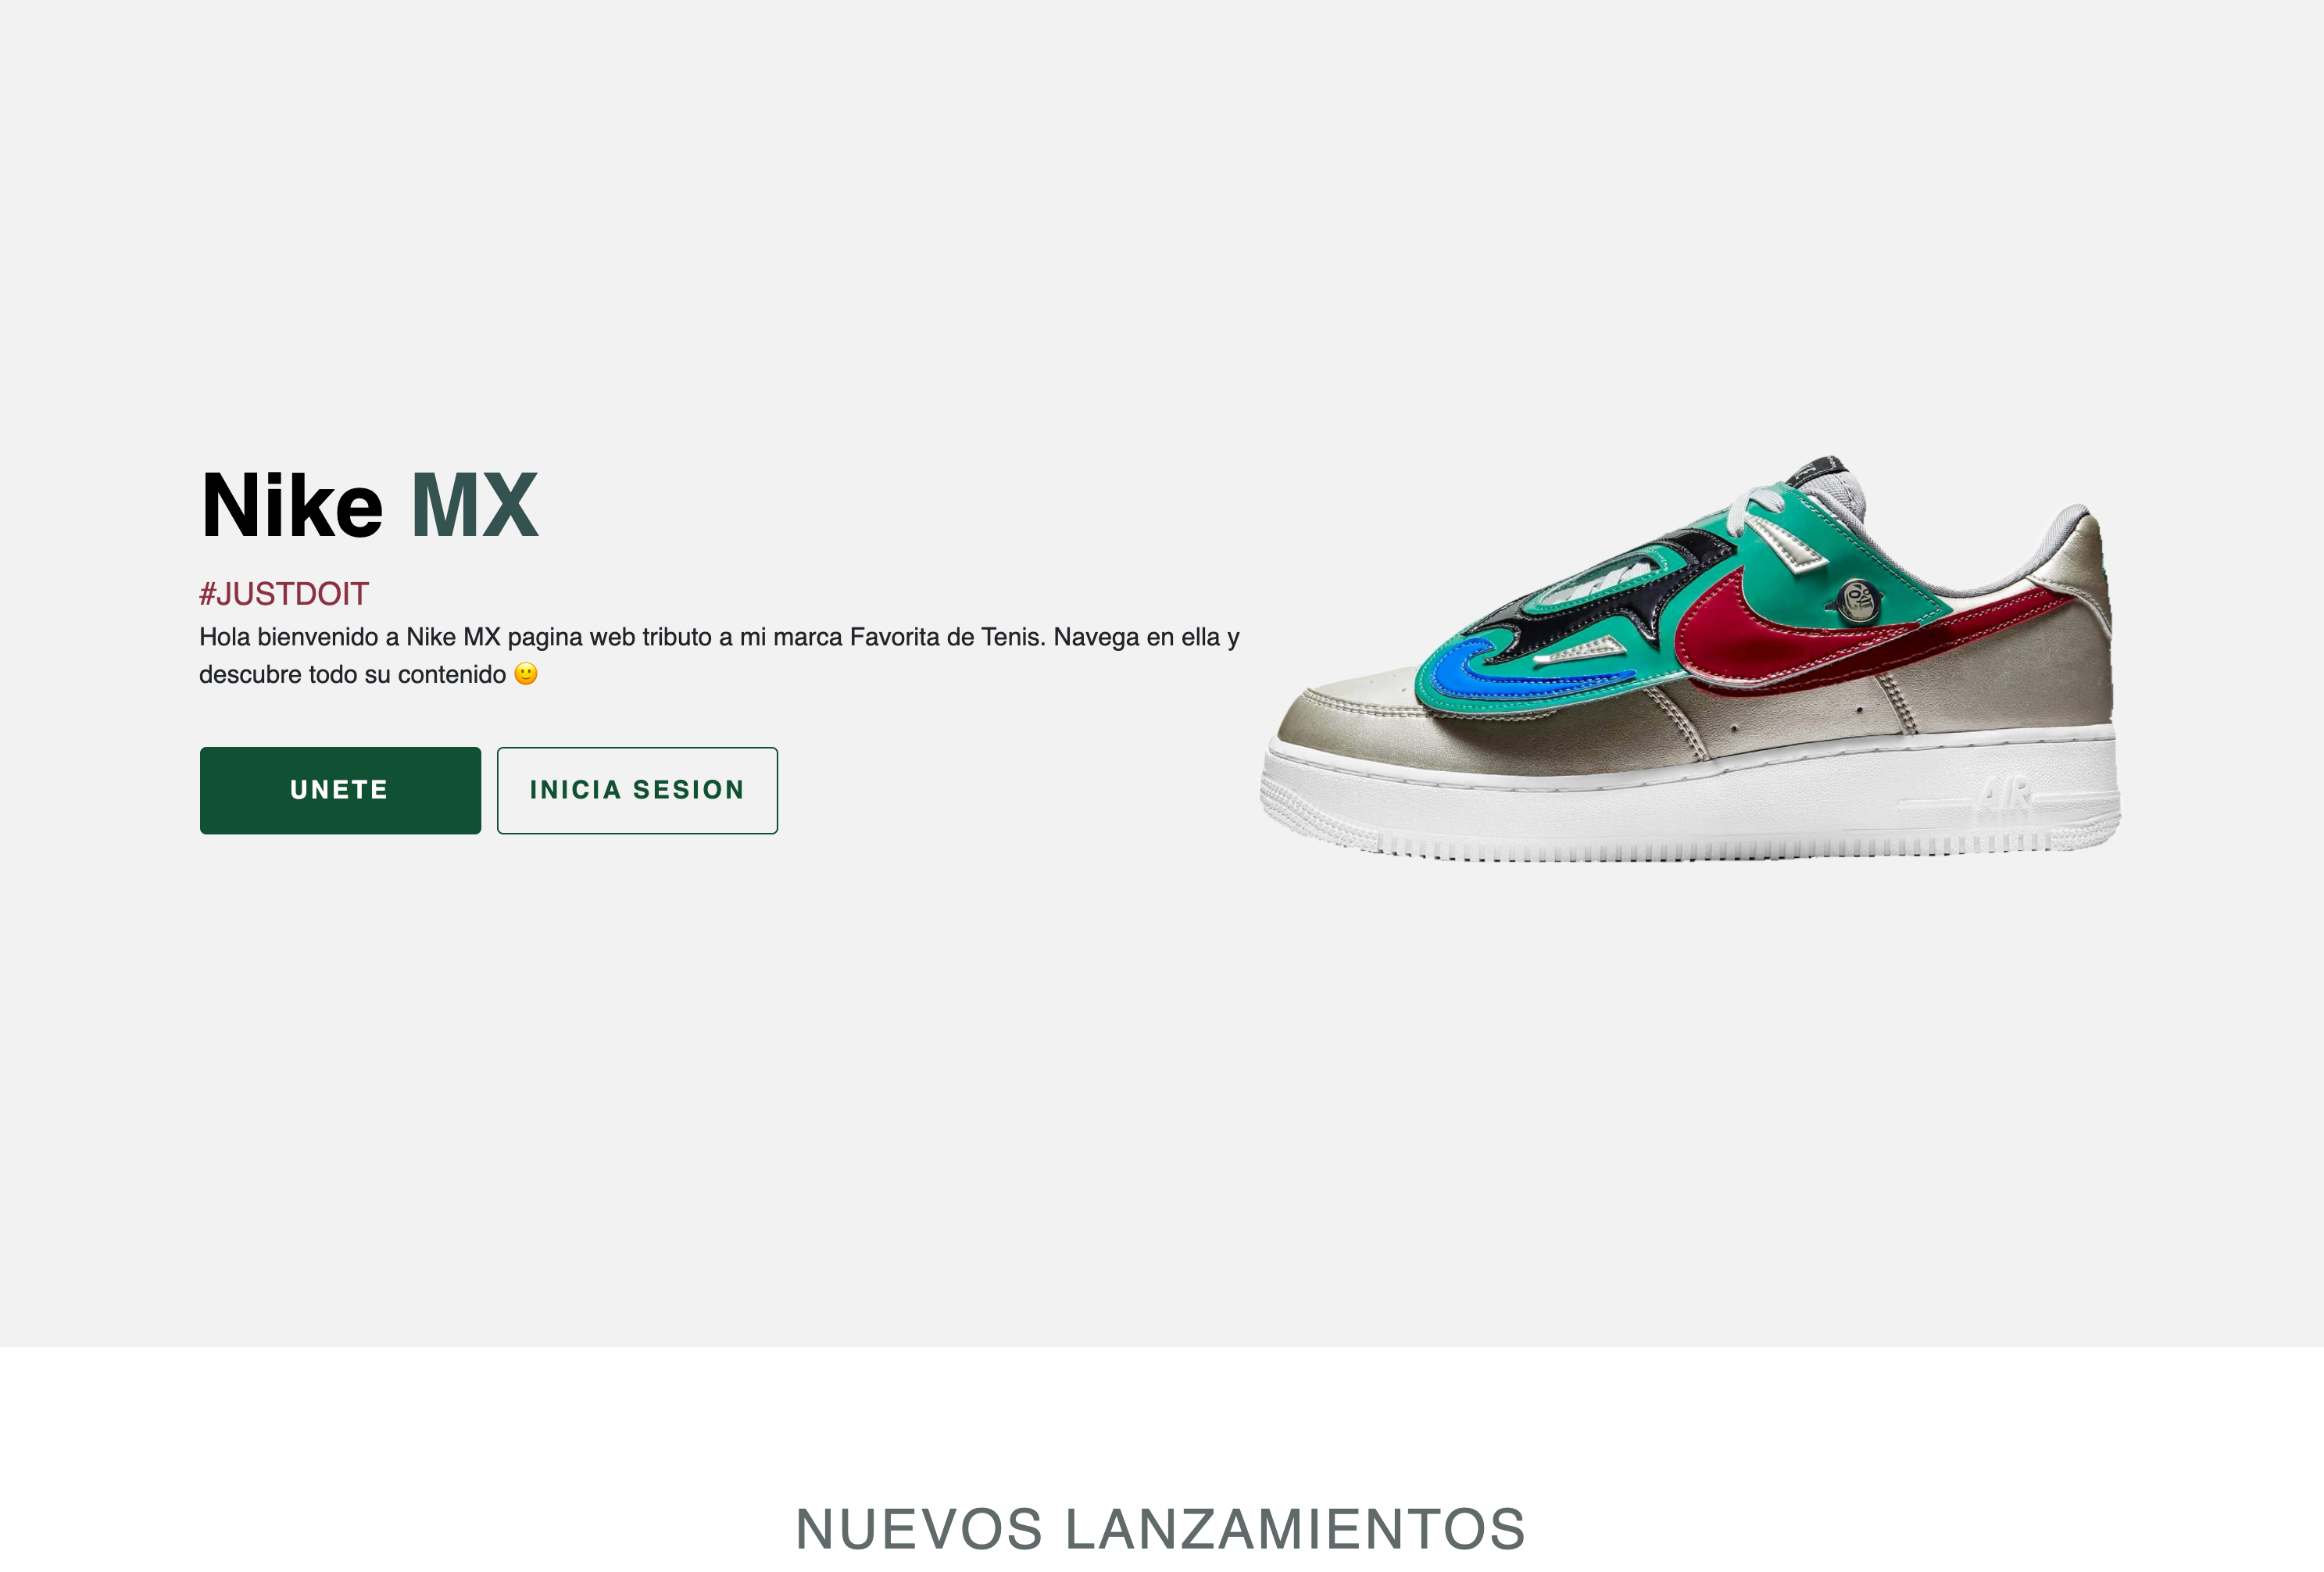 Nike MX
#JUSTDOIT
Hola bienvenido a Nike MX pagina web tributo a mi marca Favorita de Tenis. Navega en ella y
descubre todo su contenido 🙂
UNETE
INICIA SESION
AIR
NUEVOS LANZAMIENTOS